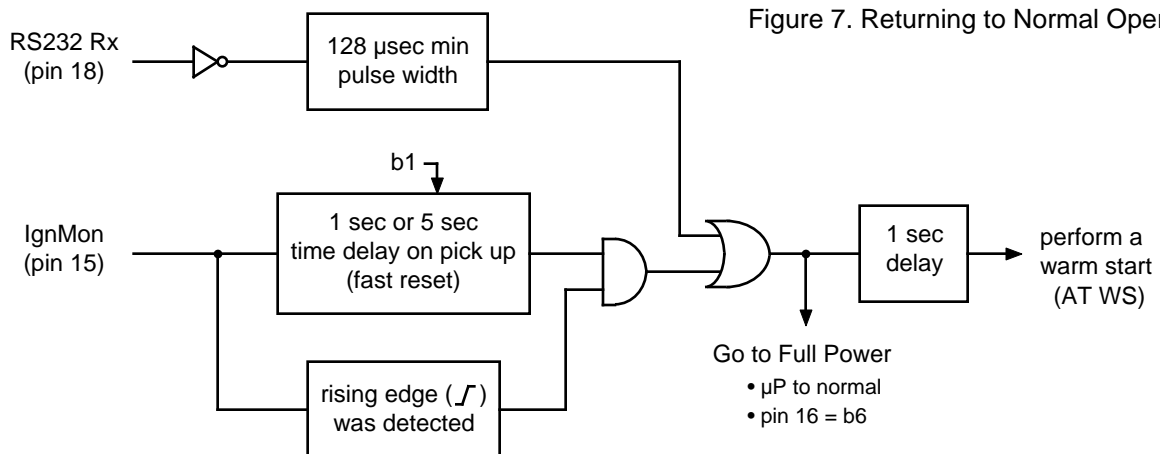 Figure 7. Returning to Normal Oper
RS232 Rx
(pin 18)
128 µsec min
pulse width
b1
IgnMon
(pin 15)
1 sec or 5 sec
time delay on pick up
(fast reset)
rising edge ( )
was detected
1 sec
delay
perform a
warm start
(AT WS)
Go to Full Power
• µP to normal
• pin 16 = b6